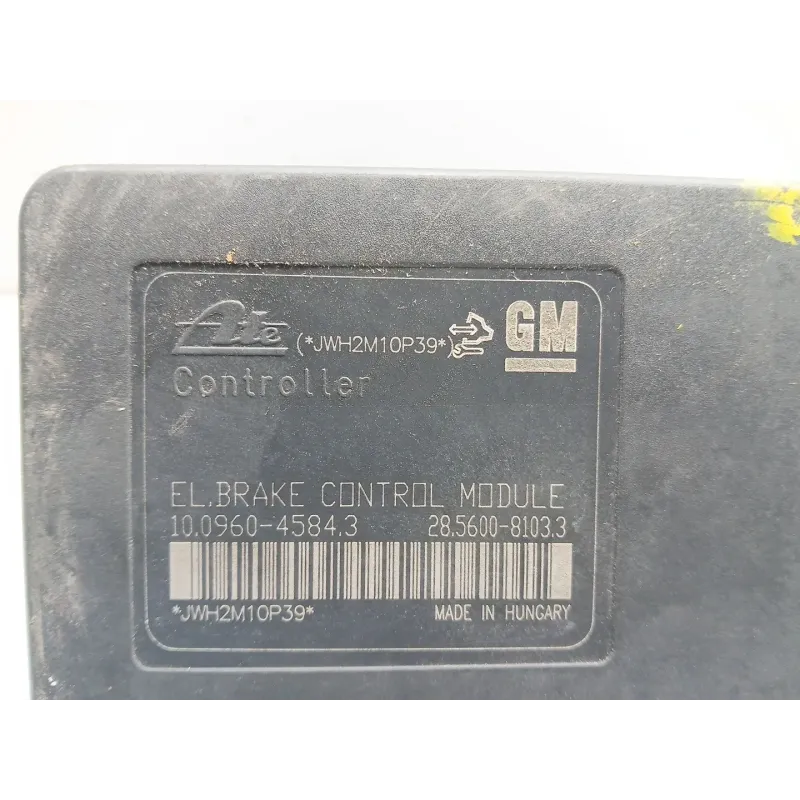 Ate (*JWH2M10P39*) GM
Controller
EL.BRAKE CONTROL MODULE
10.0960-4584.3 28.5600-8103.3
*JWH2M10P39* MADE IN HUNGARY